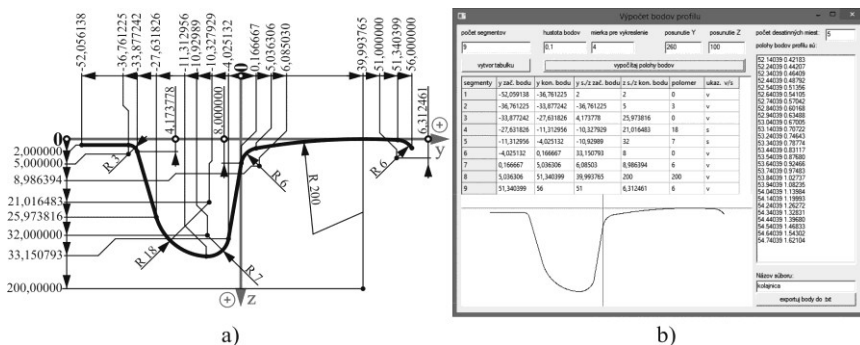 -52,056138
-36,761225
-33,877242
-27,631826
-11,312956
-10,92989
-10,327929
-4,025132
0
0,166667
5,036306
6,085030
39,993765
51,000000
51,340399
56,000000
4,173778
8,000000
6,312461
0
2,000000
5,000000
8,986394
21,016483
25,973816
32,000000
33,150793
200,00000
R 3
R 18
R 7
R 6
R 200
R 6
y
z
a)
Výpočet bodov profilu
počet segmentov hustota bodov mierka pre vykreslenie posunutie Y posunutie Z počet desatinných miest: 5
9 0.1 4 260 100
polohy bodov profilu sú:
vytvor tabuľku vypočítaj polohy bodov
segmenty y zač. bodu y kon. bodu y s./z zač. bodu z s./z kon. bodu polomer ukaz. v/s
1 -52,059138 -36,761225 2 2 0 v
2 -36,761225 -33,877242 -36,761225 5 3 v
3 -33,877242 -27,631826 4,173778 25,973816 0 v
4 -27,631826 -11,312956 -10,327929 21,016483 18 s
5 -11,312956 -4,025132 -10,92989 32 7 s
6 -4,025132 0,166667 33,150793 8 0 v
7 0,166667 5,036306 6,08503 8,986394 6 v
8 5,036306 51,340399 39,993765 200 200 v
9 51,340399 56 51 6,312461 6 v
52.14039 0.42183
52.24039 0.44207
52.34039 0.46409
52.44039 0.48792
52.54039 0.51356
52.64039 0.54105
52.74039 0.57042
52.84039 0.60168
52.94039 0.63488
53.04039 0.67005
53.14039 0.70722
53.24039 0.74643
53.34039 0.78774
53.44039 0.83117
53.54039 0.87680
53.64039 0.92466
53.74039 0.97483
53.84039 1.02737
53.94039 1.08235
54.04039 1.13984
54.14039 1.19993
54.24039 1.26272
54.34039 1.32831
54.44039 1.39680
54.54039 1.46833
54.64039 1.54302
54.74039 1.62104
Názov súboru:
kolajnica
exportuj body do .txt
b)